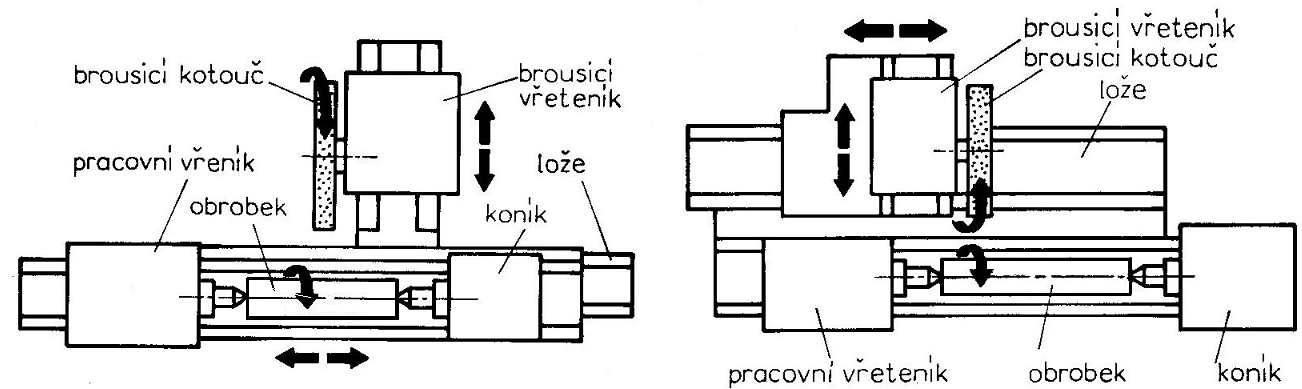 brousicí kotouč
brousicí
vřeteník
pracovní vřeník
obrobek
koník
lože
brousicí vřeteník
brousicí kotouč
lože
pracovní vřeteník
obrobek
koník